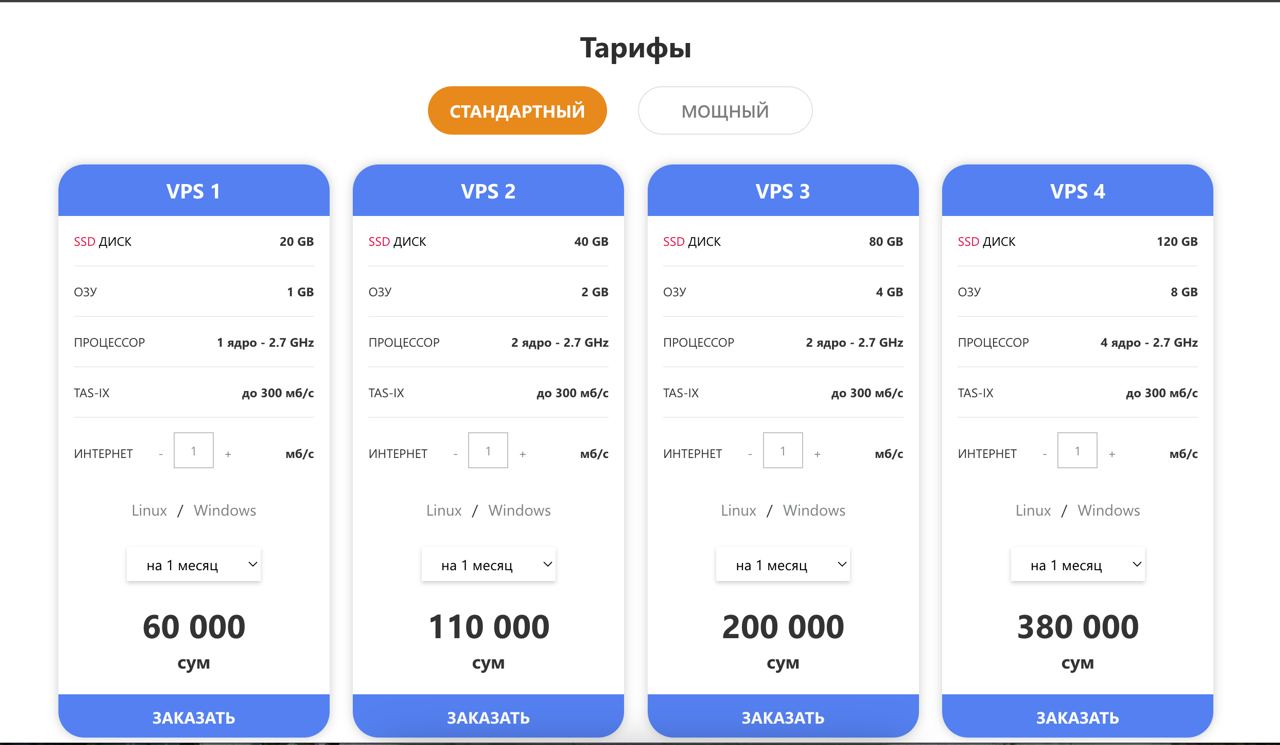 Тарифы
СТАНДАРТНЫЙ МОЩНЫЙ
VPS 1
SSD ДИСК 20 GB
ОЗУ 1 GB
ПРОЦЕССОР 1 ядро - 2.7 GHz
TAS-IX до 300 мб/с
ИНТЕРНЕТ - 1 + мб/с
Linux / Windows
на 1 месяц
60 000
сум
ЗАКАЗАТЬ
VPS 2
SSD ДИСК 40 GB
ОЗУ 2 GB
ПРОЦЕССОР 2 ядро - 2.7 GHz
TAS-IX до 300 мб/с
ИНТЕРНЕТ - 1 + мб/с
Linux / Windows
на 1 месяц
110 000
сум
ЗАКАЗАТЬ
VPS 3
SSD ДИСК 80 GB
ОЗУ 4 GB
ПРОЦЕССОР 2 ядро - 2.7 GHz
TAS-IX до 300 мб/с
ИНТЕРНЕТ - 1 + мб/с
Linux / Windows
на 1 месяц
200 000
сум
ЗАКАЗАТЬ
VPS 4
SSD ДИСК 120 GB
ОЗУ 8 GB
ПРОЦЕССОР 4 ядро - 2.7 GHz
TAS-IX до 300 мб/с
ИНТЕРНЕТ - 1 + мб/с
Linux / Windows
на 1 месяц
380 000
сум
ЗАКАЗАТЬ